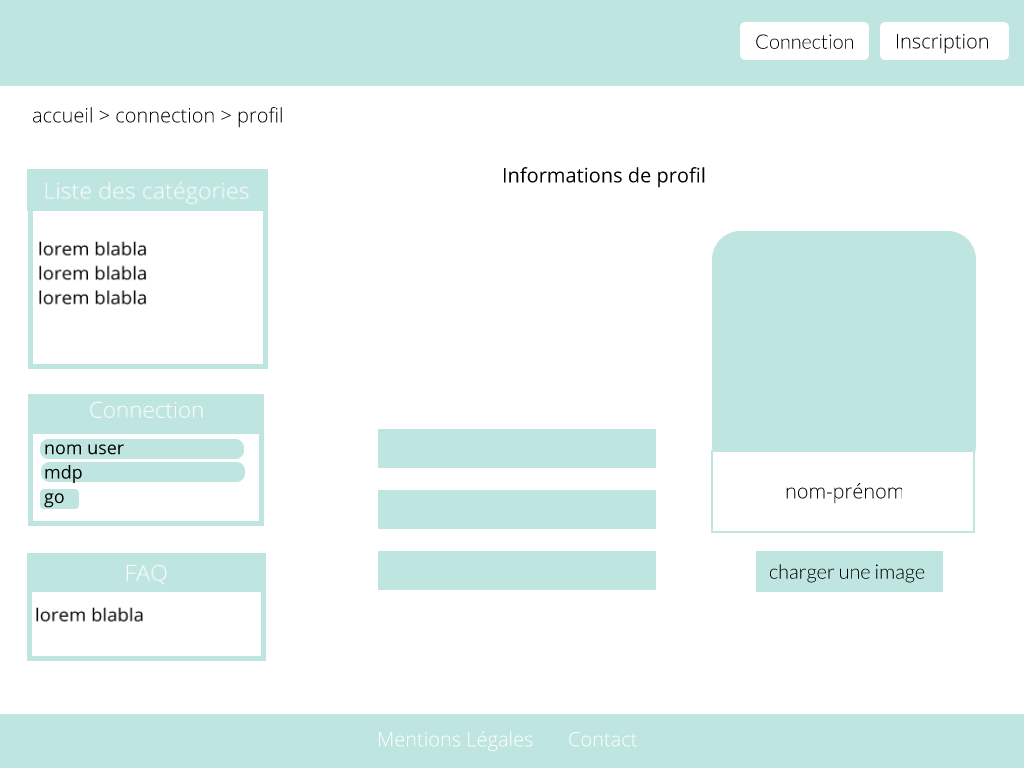 Connection
Inscription
accueil > connection > profil
Informations de profil
Liste des catégories
lorem blabla
lorem blabla
lorem blabla
Connection
nom user
mdp
go
FAQ
lorem blabla
nom-prénom
charger une image
Mentions Légales
Contact